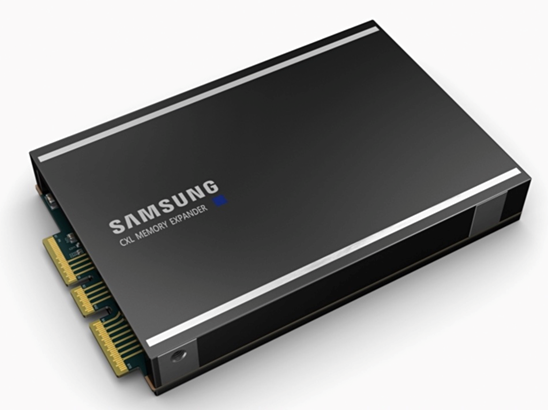 SAMSUNG
CXL MEMORY EXPANDER